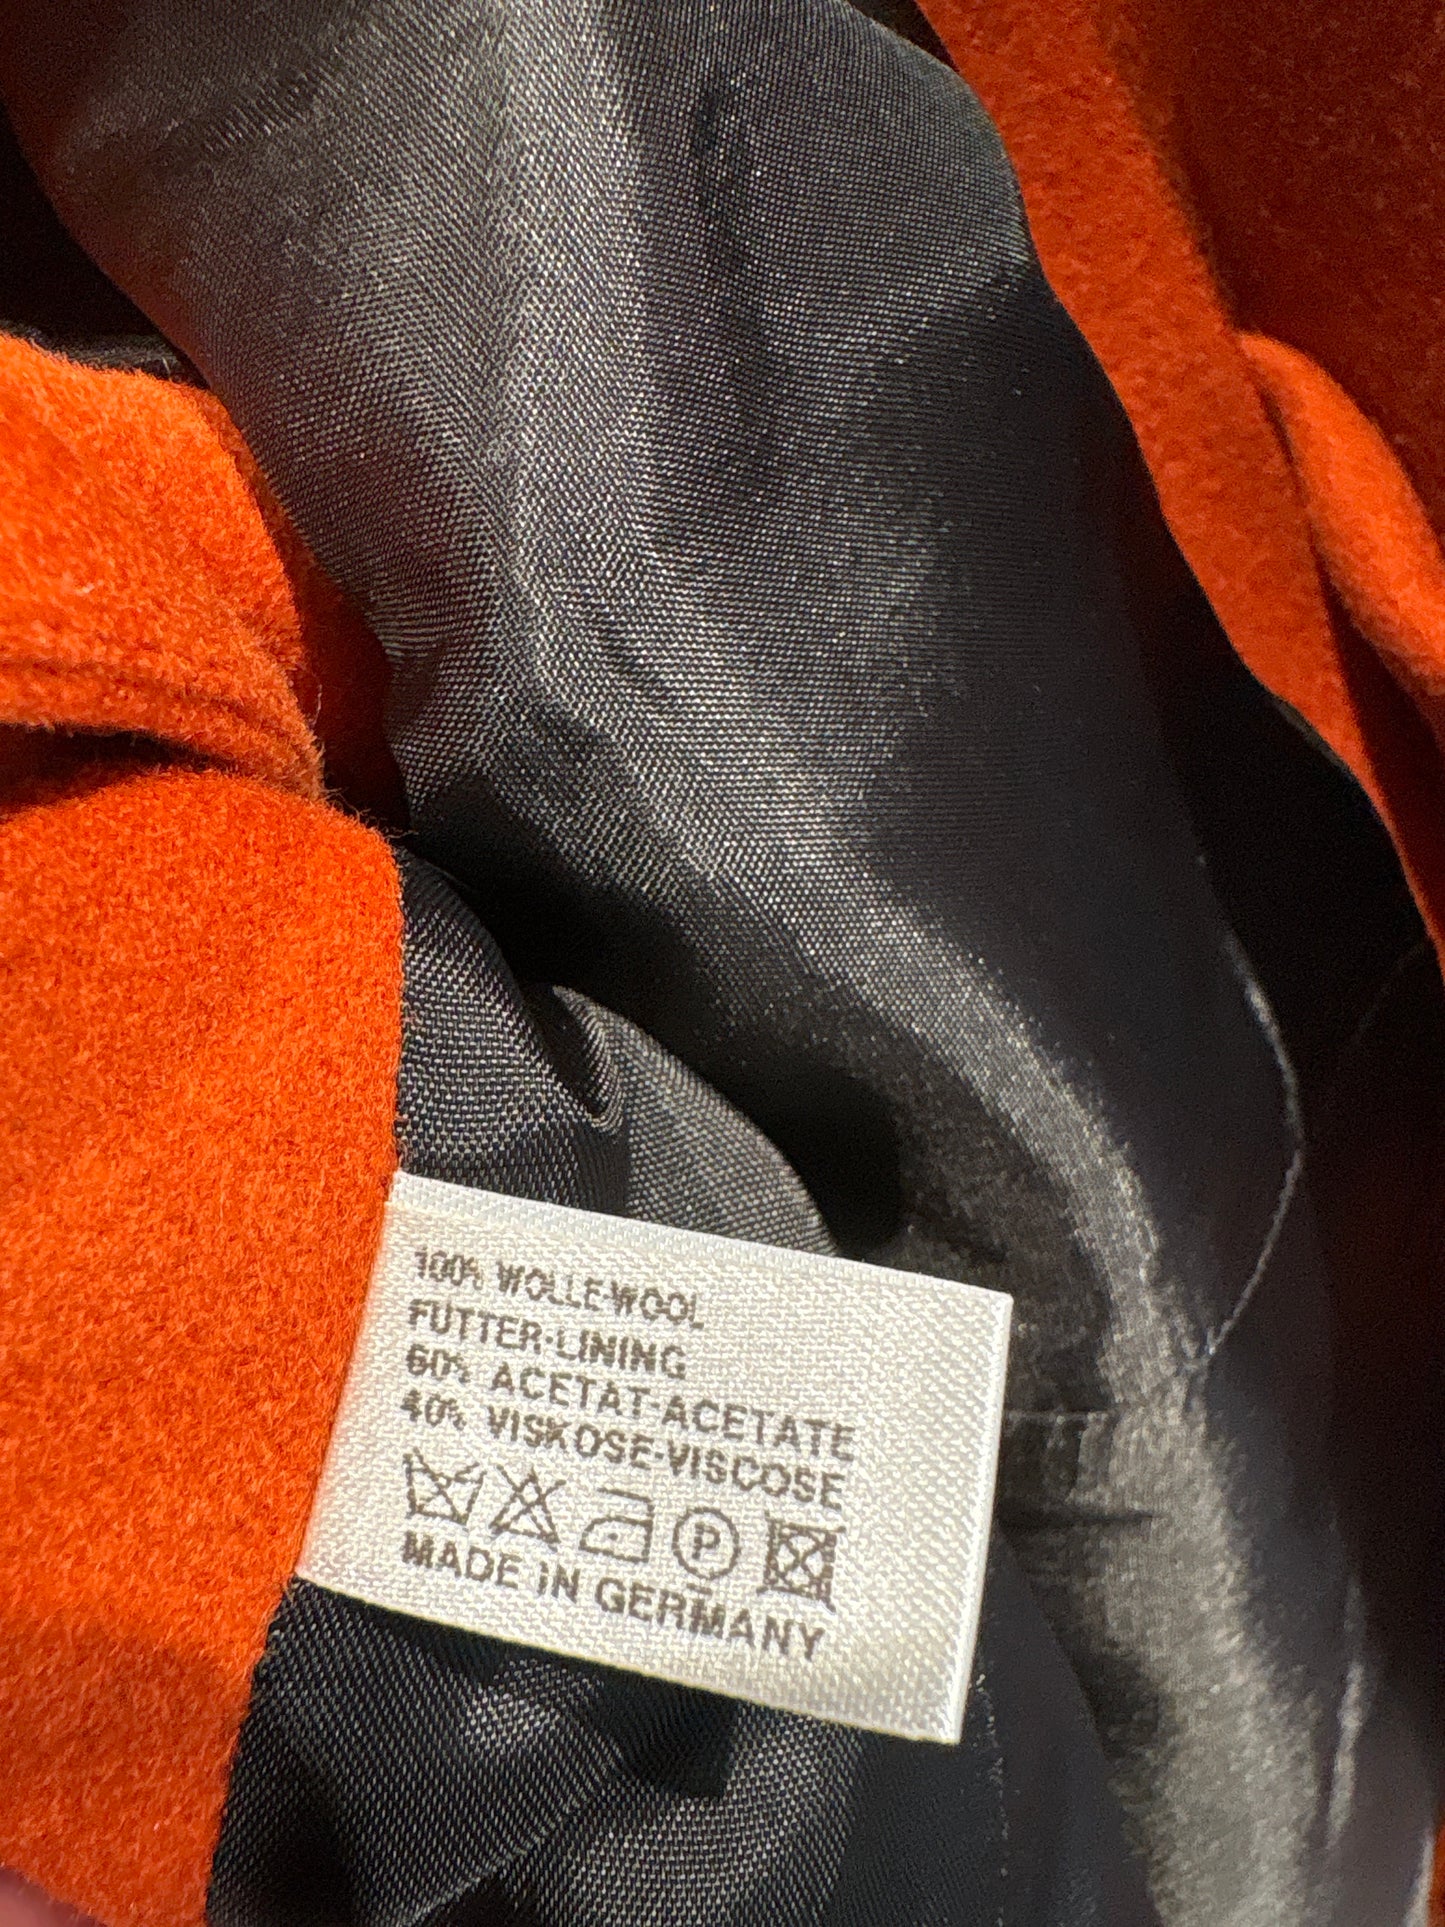 100% WOLLE-WOOL
FUTTER-LINING
60% ACETAT-ACETATE
40% VISKOSE-VISCOSE
P
MADE IN GERMANY